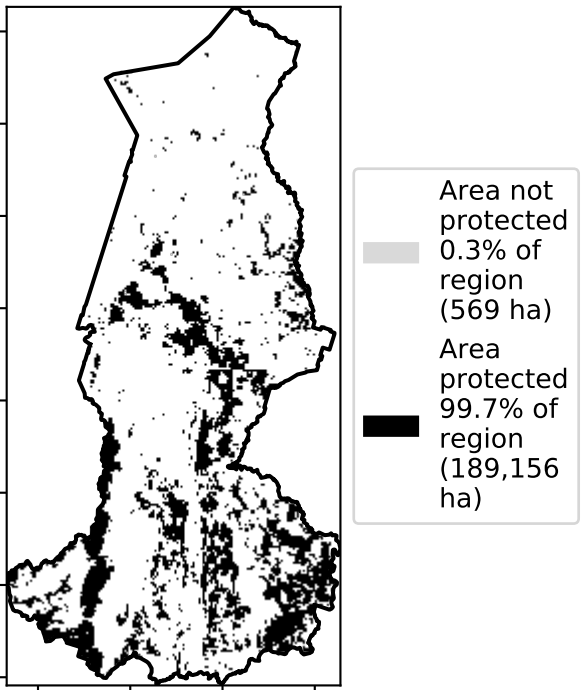 Area not
protected
0.3% of
region
(569 ha)
Area
protected
99.7% of
region
(189,156
ha)